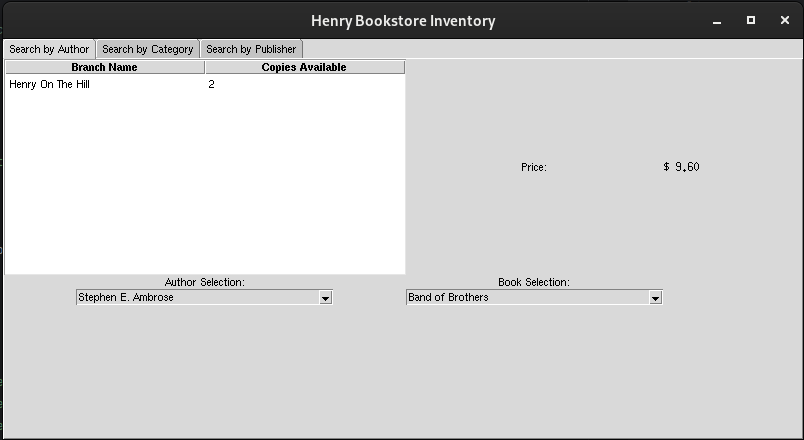 Henry Bookstore Inventory
Search by Author Search by Category Search by Publisher
Branch Name Copies Available
Henry On The Hill 2
Price: $ 9.60
Author Selection: Book Selection:
Stephen E. Ambrose Band of Brothers